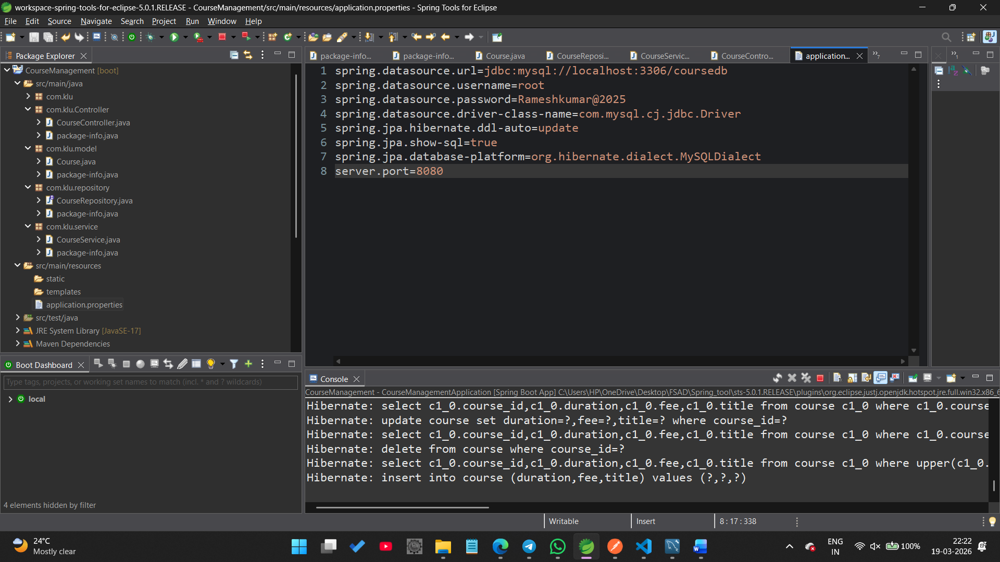 workspace-spring-tools-for-eclipse-5.0.1.RELEASE - CourseManagement/src/main/resources/application.properties - Spring Tools for Eclipse
File Edit Source Navigate Search Project Run Window Help
Package Explorer
CourseManagement [boot]
src/main/java
com.klu
com.klu.Controller
CourseController.java
package-info.java
com.klu.model
Course.java
package-info.java
com.klu.repository
CourseRepository.java
package-info.java
com.klu.service
CourseService.java
package-info.java
src/main/resources
static
templates
application.properties
src/test/java
JRE System Library [JavaSE-17]
Maven Dependencies
Boot Dashboard
Type tags, projects, or working set names to match (incl. * and ? wildcards)
local
4 elements hidden by filter
package-info... package-info... Course.java CourseReposi... CourseServic... CourseContro... application... »7
»1
1 spring.datasource.url=jdbc:mysql://localhost:3306/coursedb
2 spring.datasource.username=root
3 spring.datasource.password=Rameshkumar@2025
4 spring.datasource.driver-class-name=com.mysql.cj.jdbc.Driver
5 spring.jpa.hibernate.ddl-auto=update
6 spring.jpa.show-sql=true
7 spring.jpa.database-platform=org.hibernate.dialect.MySQLDialect
8 server.port=8080
Console
CourseManagement - CourseManagementApplication [Spring Boot App] C:\Users\HP\OneDrive\Desktop\FSAD\Spring_tool\sts-5.0.1.RELEASE\plugins\org.eclipse.justj.openjdk.hotspot.jre.full.win32.x86_6
Hibernate: select c1_0.course_id,c1_0.duration,c1_0.fee,c1_0.title from course c1_0 where c1_0.course
Hibernate: update course set duration=?,fee=?,title=? where course_id=?
Hibernate: select c1_0.course_id,c1_0.duration,c1_0.fee,c1_0.title from course c1_0 where c1_0.course
Hibernate: delete from course where course_id=?
Hibernate: select c1_0.course_id,c1_0.duration,c1_0.fee,c1_0.title from course c1_0 where upper(c1_0.
Hibernate: insert into course (duration,fee,title) values (?,?,?)
Writable Insert 8 : 17 : 338
24°C
Mostly clear
ENG
IN
100%
22:22
19-03-2026